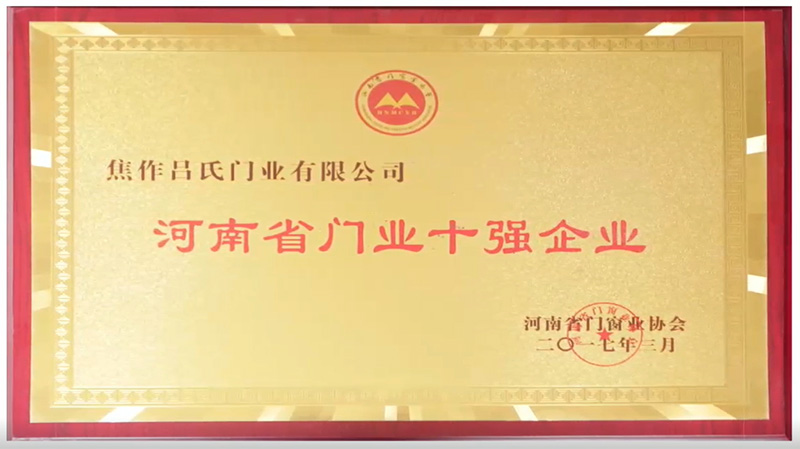 焦作吕氏门业有限公司
河南省门业十强企业
河南省门窗业协会
二〇一七年三月